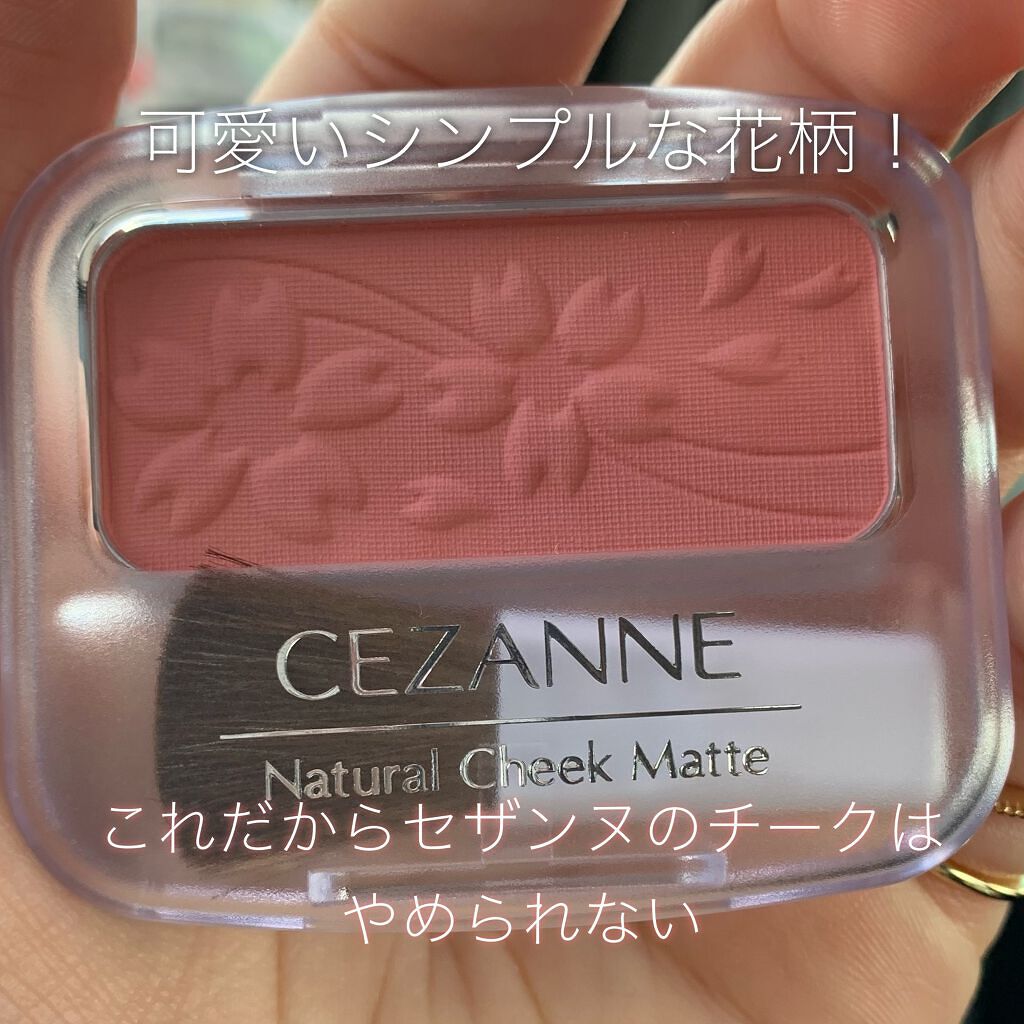 可愛いシンプルな花柄！
CEZANNE
Natural Cheek Matte
これだからセザンヌのチークは
やめられない